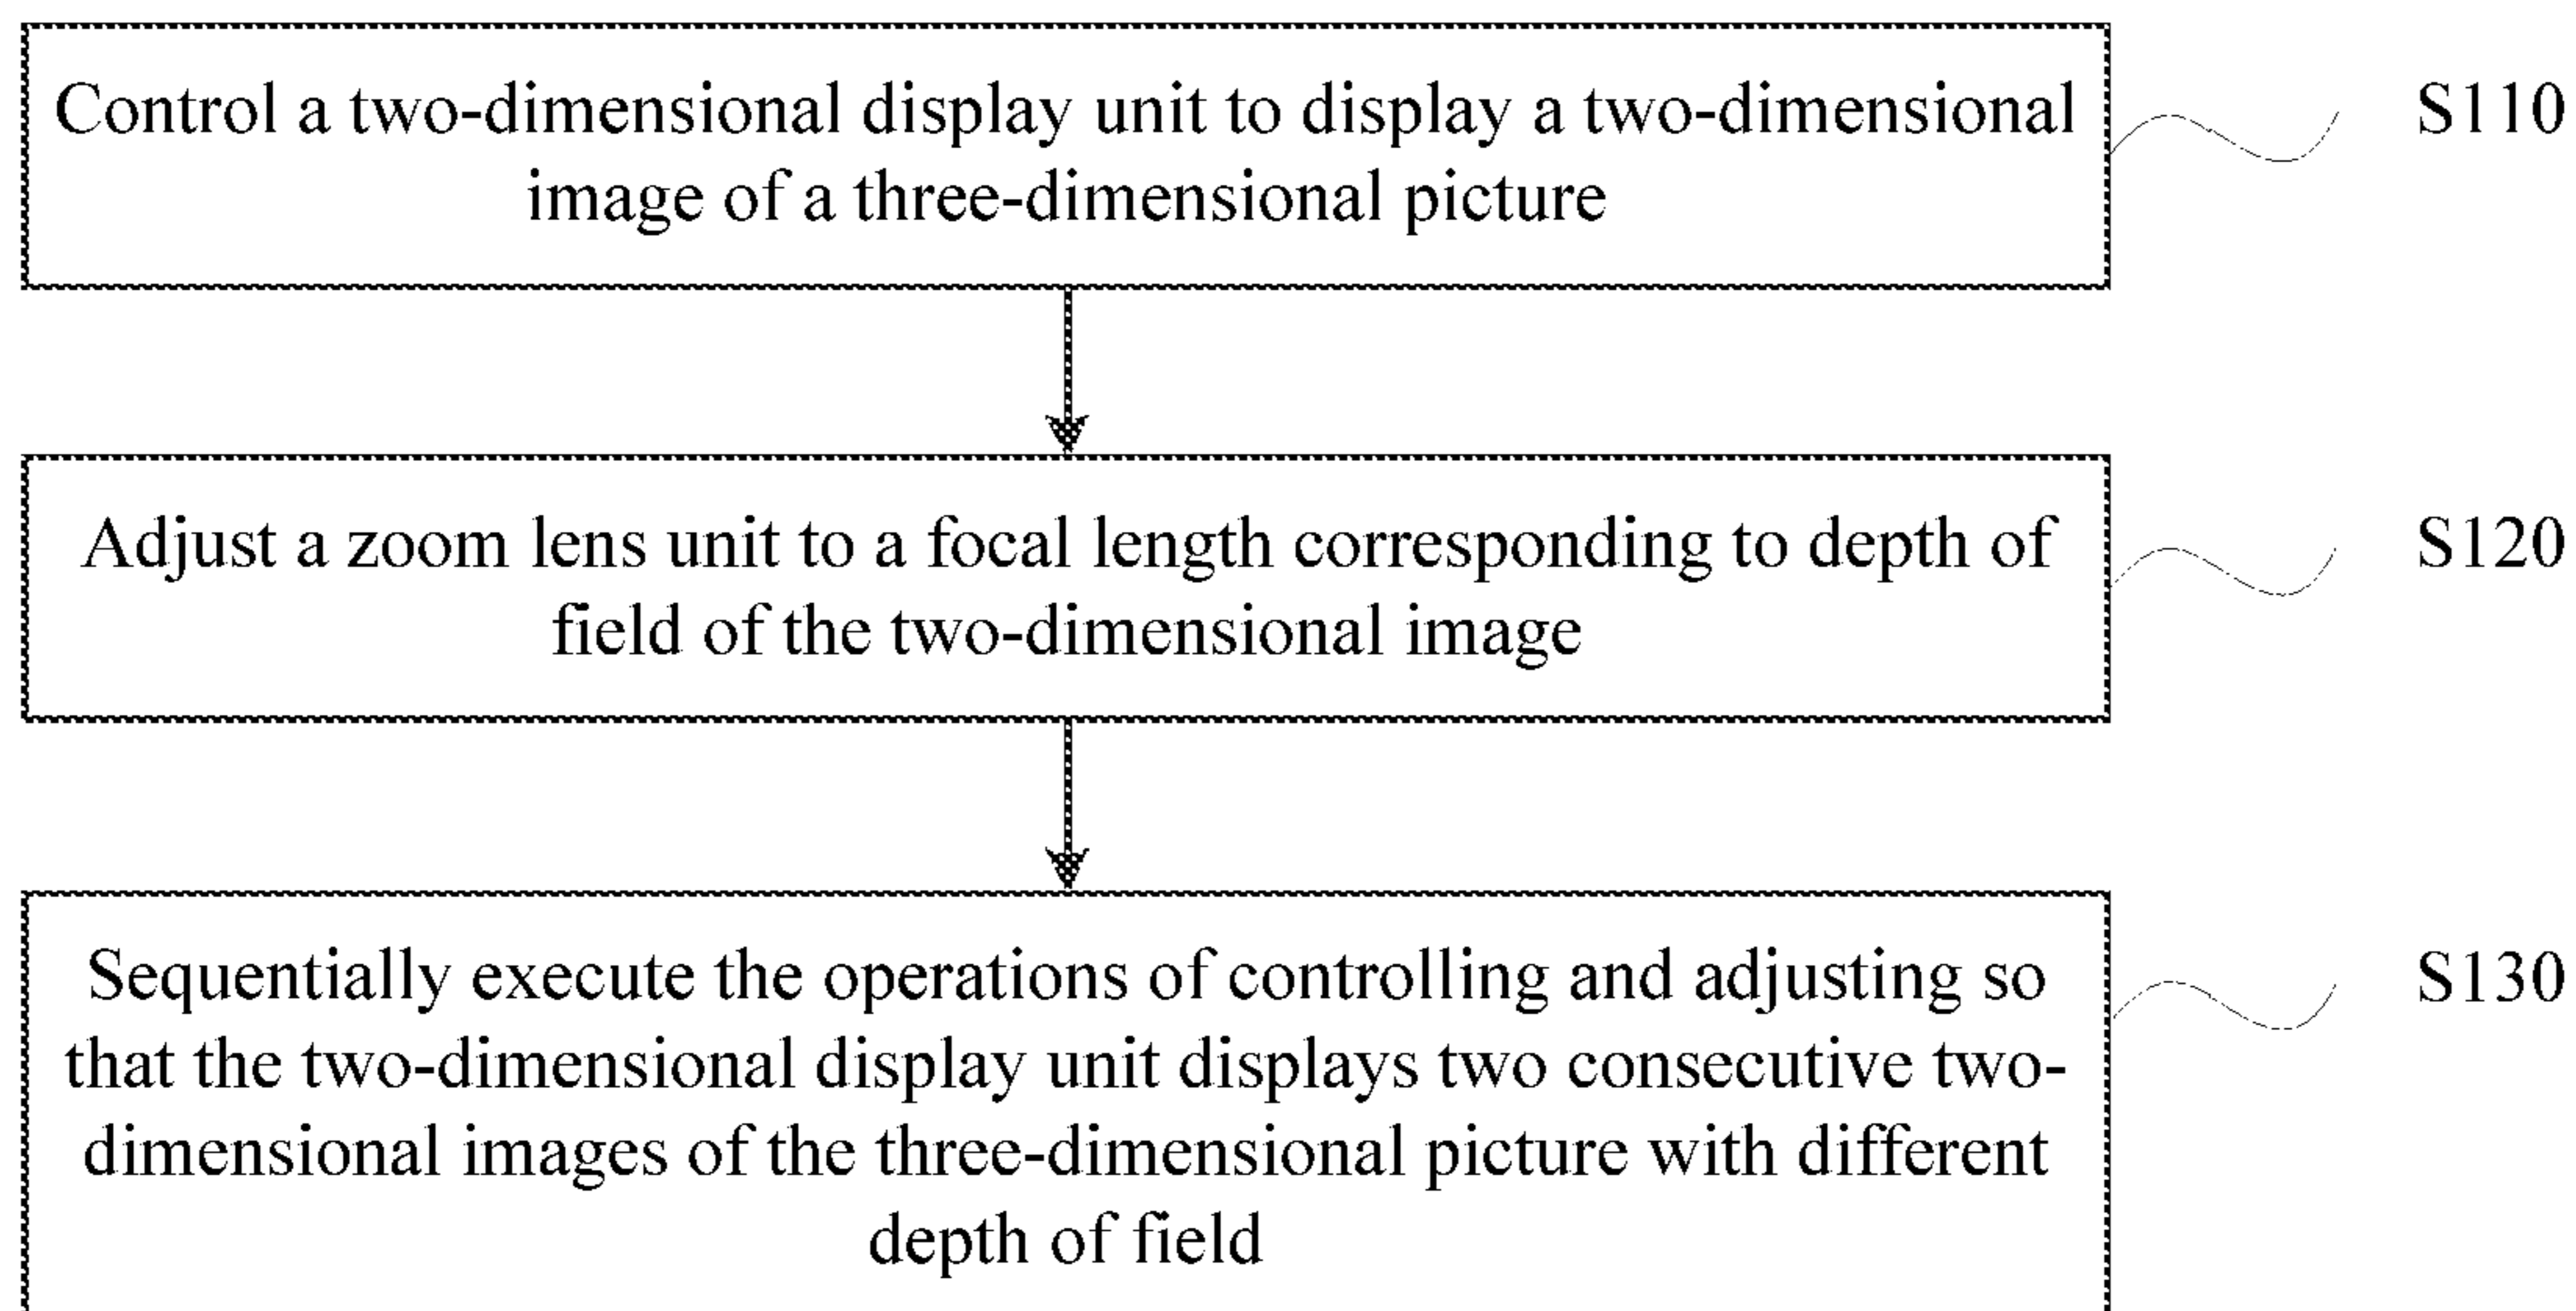 Control a two-dimensional display unit to display a two-dimensional
image of a three-dimensional picture
S110
Adjust a zoom lens unit to a focal length corresponding to depth of
field of the two-dimensional image
S120
Sequentially execute the operations of controlling and adjusting so
that the two-dimensional display unit displays two consecutive two-
dimensional images of the three-dimensional picture with different
depth of field
S130